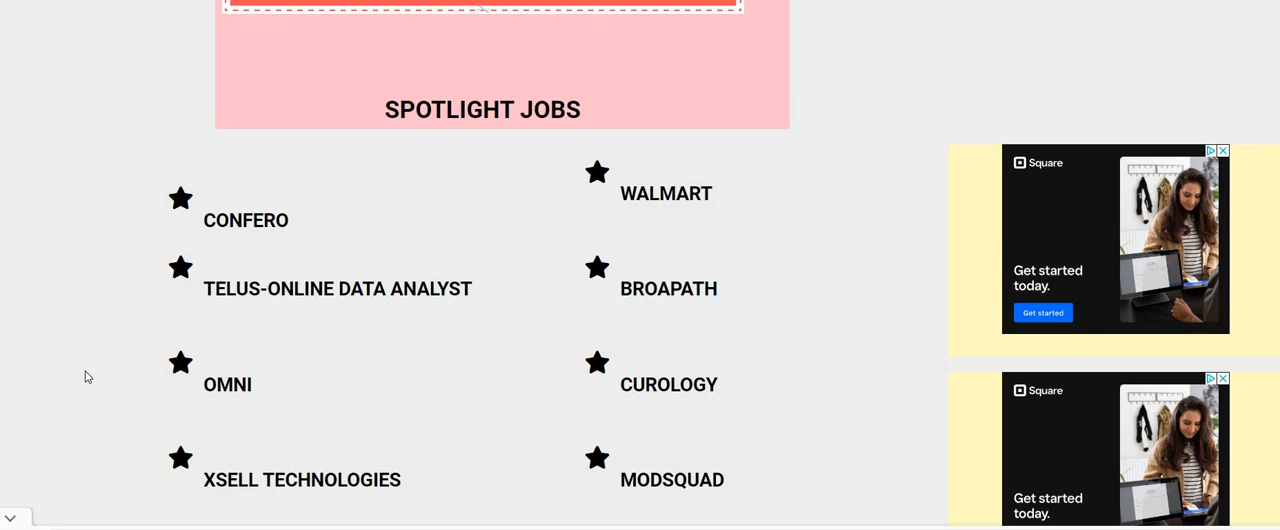 SPOTLIGHT JOBS
CONFERO
TELUS-ONLINE DATA ANALYST
OMNI
XSELL TECHNOLOGIES
WALMART
BROAPATH
CUROLOGY
MODSQUAD
Square
Get started
today.
Get started
Square
Get started
today.